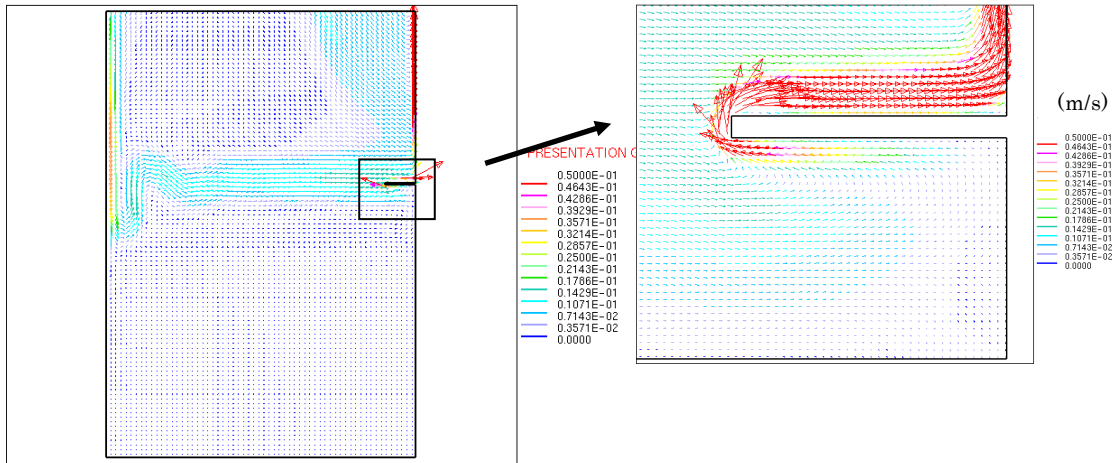 PRESENTATION
0.5000E-01
0.4643E-01
0.4286E-01
0.3929E-01
0.3571E-01
0.3214E-01
0.2857E-01
0.2500E-01
0.2143E-01
0.1786E-01
0.1429E-01
0.1071E-01
0.7143E-02
0.3571E-02
0.0000
(m/s)
0.5000E-01
0.4643E-01
0.4286E-01
0.3929E-01
0.3571E-01
0.3214E-01
0.2857E-01
0.2500E-01
0.2143E-01
0.1786E-01
0.1429E-01
0.1071E-01
0.7143E-02
0.3571E-02
0.0000